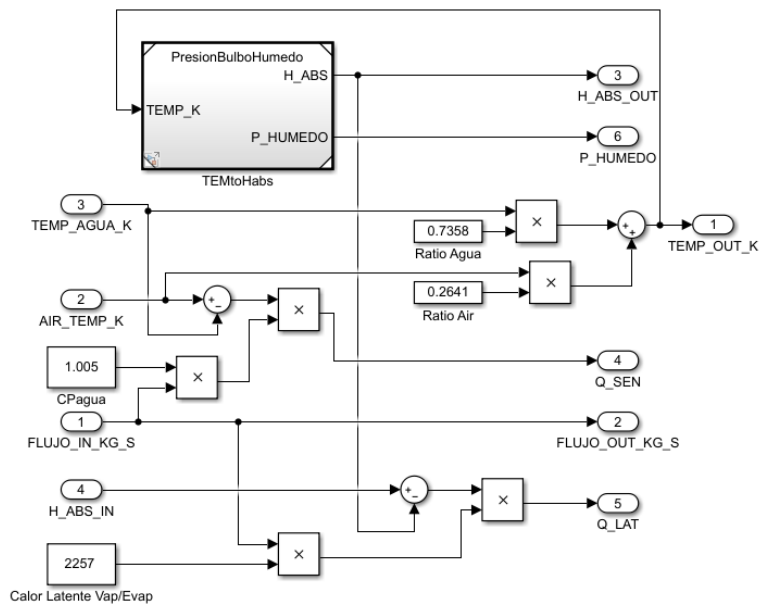 PresionBulboHumedo
H_ABS
TEMP_K
P_HUMEDO
TEMtoHabs
3
H_ABS_OUT
6
P_HUMEDO
3
TEMP_AGUA_K
0.7358
Ratio Agua
×
+
+
1
TEMP_OUT_K
2
AIR_TEMP_K
+
−
×
0.2641
Ratio Air
×
1.005
CPagua
×
4
Q_SEN
1
FLUJO_IN_KG_S
2
FLUJO_OUT_KG_S
4
H_ABS_IN
+
−
×
5
Q_LAT
2257
Calor Latente Vap/Evap
×